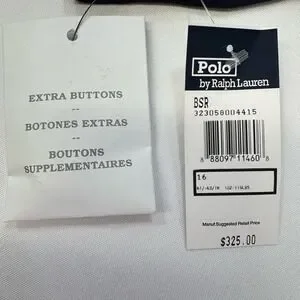 EXTRA BUTTONS
--
BOTONES EXTRAS
--
BOUTONS
SUPPLEMENTAIRES
Polo
by Ralph Lauren
BSR
323058004415
8 88097 11460 8
16
Manuf. Suggested Retail Price
$325.00